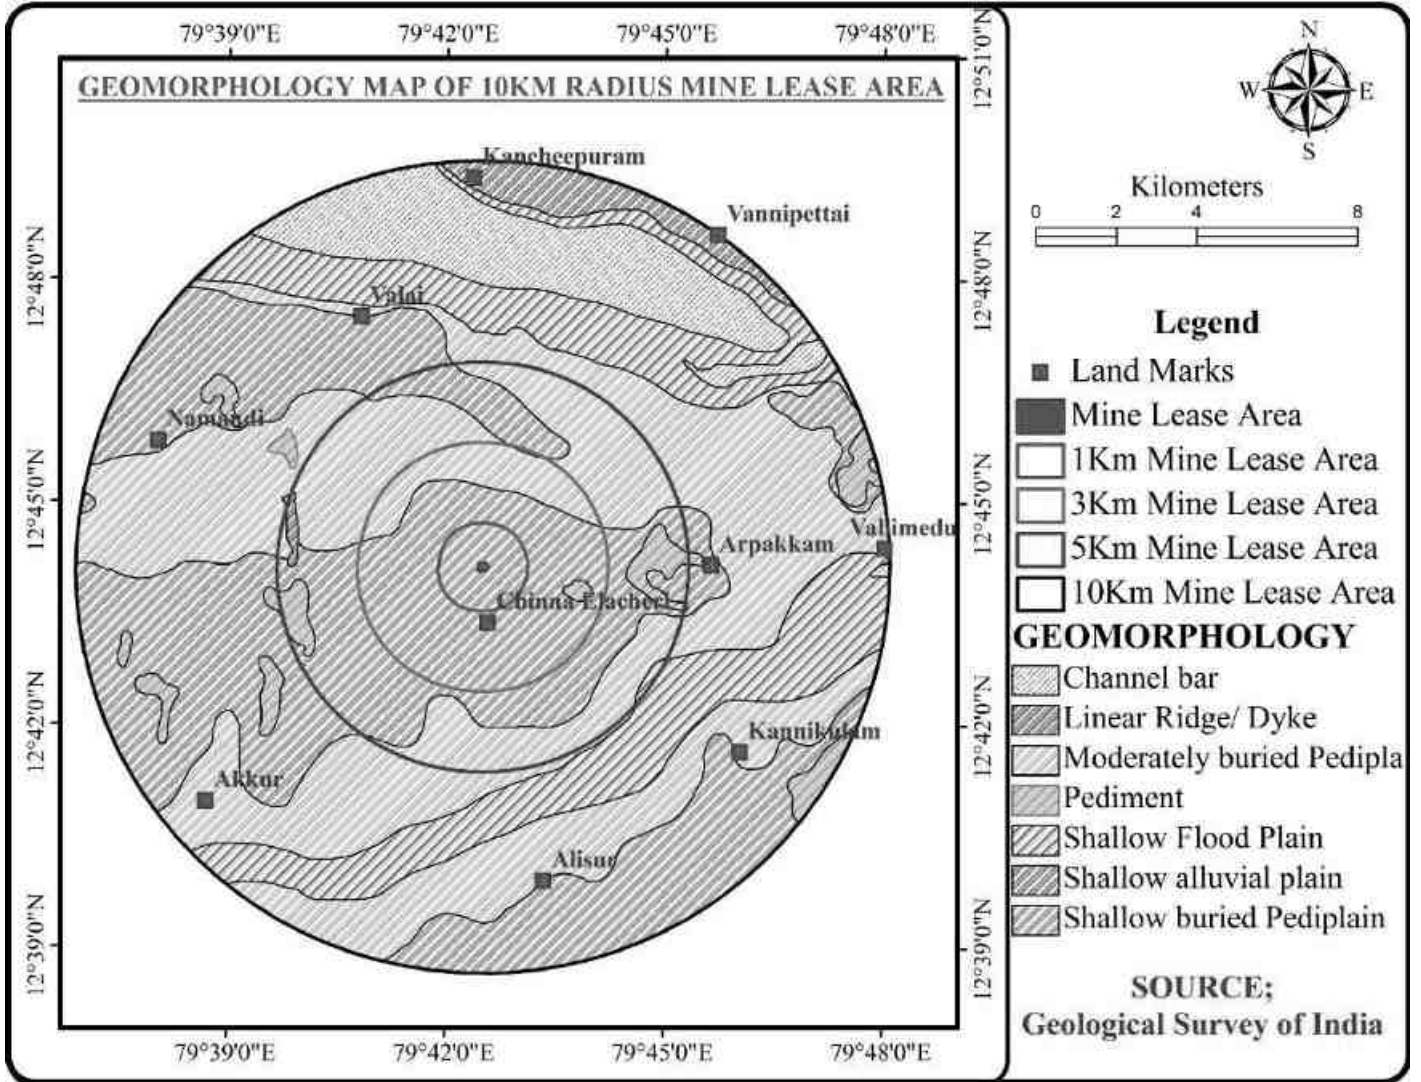 79°39'0"E 79°42'0"E 79°45'0"E 79°48'0"E
12°51'0"N
GEOMORPHOLOGY MAP OF 10KM RADIUS MINE LEASE AREA
N
W E
S
Kilometers
0 2 4 8
Kancheepuram
Vannipettai
12°48'0"N
12°48'0"N
Valai
Legend
Land Marks
Mine Lease Area
1Km Mine Lease Area
3Km Mine Lease Area
5Km Mine Lease Area
10Km Mine Lease Area
Namandi
12°45'0"N
12°45'0"N
Vallimedu
Arpakkam
Chinna Elacheri
GEOMORPHOLOGY
Channel bar
Linear Ridge/ Dyke
Moderately buried Pedipla
Pediment
Shallow Flood Plain
Shallow alluvial plain
Shallow buried Pediplain
12°42'0"N
12°42'0"N
Kannikulam
Akkur
Alisur
12°39'0"N
12°39'0"N
SOURCE;
Geological Survey of India
79°39'0"E 79°42'0"E 79°45'0"E 79°48'0"E